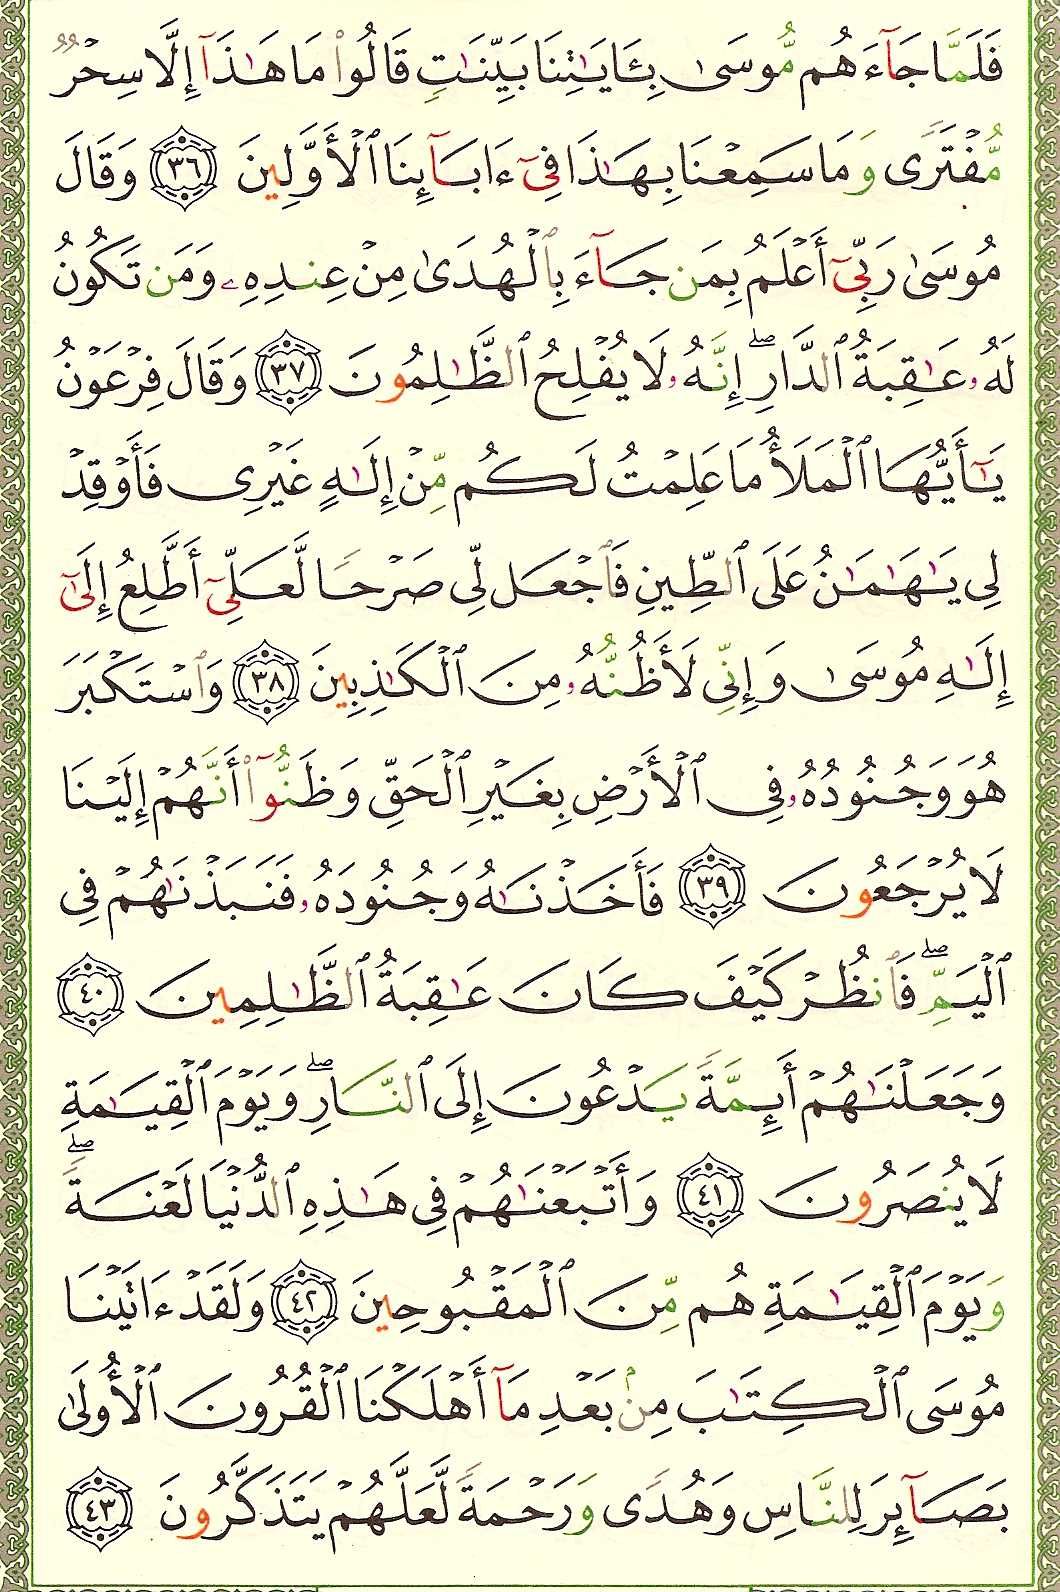 فَلَمَّا جَآءَهُم مُّوسَىٰ بِـَٔايَـٰتِنَا بَيِّنَـٰتٍ قَالُوا۟ مَا هَـٰذَآ إِلَّا سِحْرٌ
مُّفْتَرًى وَمَا سَمِعْنَا بِهَـٰذَا فِىٓ ءَابَآئِنَا ٱلْأَوَّلِينَ ٣٦ وَقَالَ
مُوسَىٰ رَبِّىٓ أَعْلَمُ بِمَن جَآءَ بِٱلْهُدَىٰ مِنْ عِندِهِۦ وَمَن تَكُونُ
لَهُۥ عَـٰقِبَةُ ٱلدَّارِ ۖ إِنَّهُۥ لَا يُفْلِحُ ٱلظَّـٰلِمُونَ ٣٧ وَقَالَ فِرْعَوْنُ
يَـٰٓأَيُّهَا ٱلْمَلَأُ مَا عَلِمْتُ لَكُم مِّنْ إِلَـٰهٍ غَيْرِى فَأَوْقِدْ
لِى يَـٰهَـٰمَـٰنُ عَلَى ٱلطِّينِ فَٱجْعَل لِّى صَرْحًا لَّعَلِّىٓ أَطَّلِعُ إِلَىٰٓ
إِلَـٰهِ مُوسَىٰ وَإِنِّى لَأَظُنُّهُۥ مِنَ ٱلْكَـٰذِبِينَ ٣٨ وَٱسْتَكْبَرَ
هُوَ وَجُنُودُهُۥ فِى ٱلْأَرْضِ بِغَيْرِ ٱلْحَقِّ وَظَنُّوٓا۟ أَنَّهُمْ إِلَيْنَا
لَا يُرْجَعُونَ ٣٩ فَأَخَذْنَـٰهُ وَجُنُودَهُۥ فَنَبَذْنَـٰهُمْ فِى
ٱلْيَمِّ ۖ فَٱنظُرْ كَيْفَ كَانَ عَـٰقِبَةُ ٱلظَّـٰلِمِينَ ٤٠
وَجَعَلْنَـٰهُمْ أَئِمَّةً يَدْعُونَ إِلَى ٱلنَّارِ ۖ وَيَوْمَ ٱلْقِيَـٰمَةِ
لَا يُنصَرُونَ ٤١ وَأَتْبَعْنَـٰهُمْ فِى هَـٰذِهِ ٱلدُّنْيَا لَعْنَةً ۖ
وَيَوْمَ ٱلْقِيَـٰمَةِ هُم مِّنَ ٱلْمَقْبُوحِينَ ٤٢ وَلَقَدْ ءَاتَيْنَا
مُوسَى ٱلْكِتَـٰبَ مِنۢ بَعْدِ مَآ أَهْلَكْنَا ٱلْقُرُونَ ٱلْأُولَىٰ
بَصَآئِرَ لِلنَّاسِ وَهُدًى وَرَحْمَةً لَّعَلَّهُمْ يَتَذَكَّرُونَ ٤٣